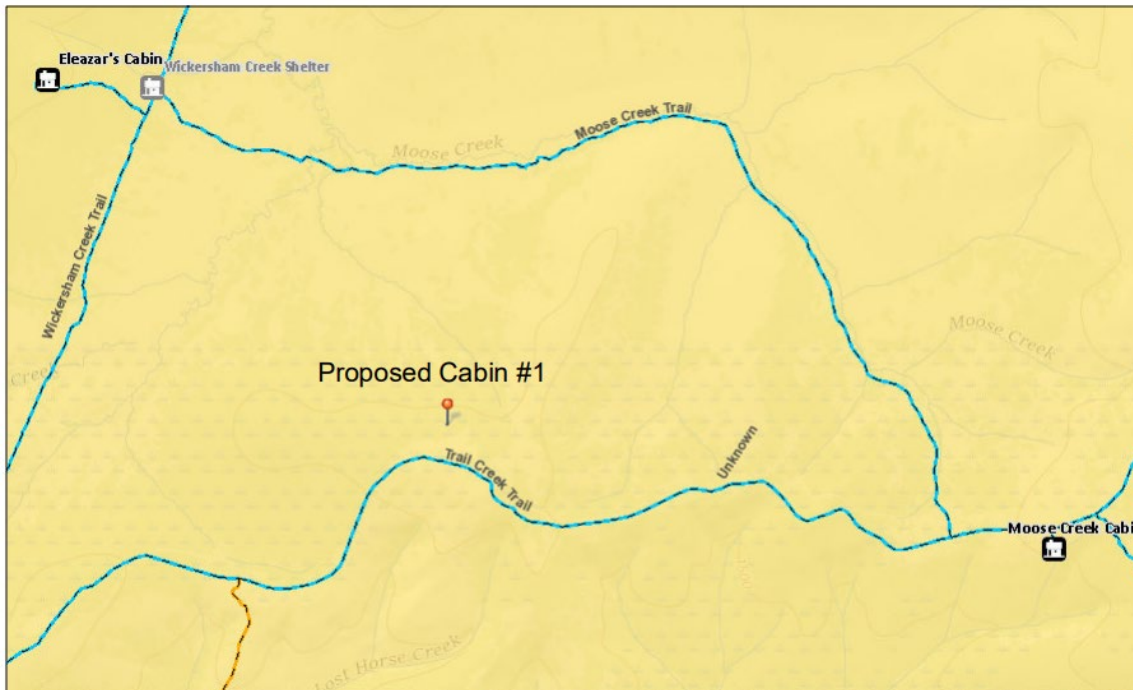 Eleazar's Cabin
Wickersham Creek Shelter
Moose Creek Trail
Moose Creek
Wickersham Creek Trail
Moose Creek
Creek
Proposed Cabin #1
Trail Creek Trail
Unknown
Moose Creek Cabi
Lost Horse Creek